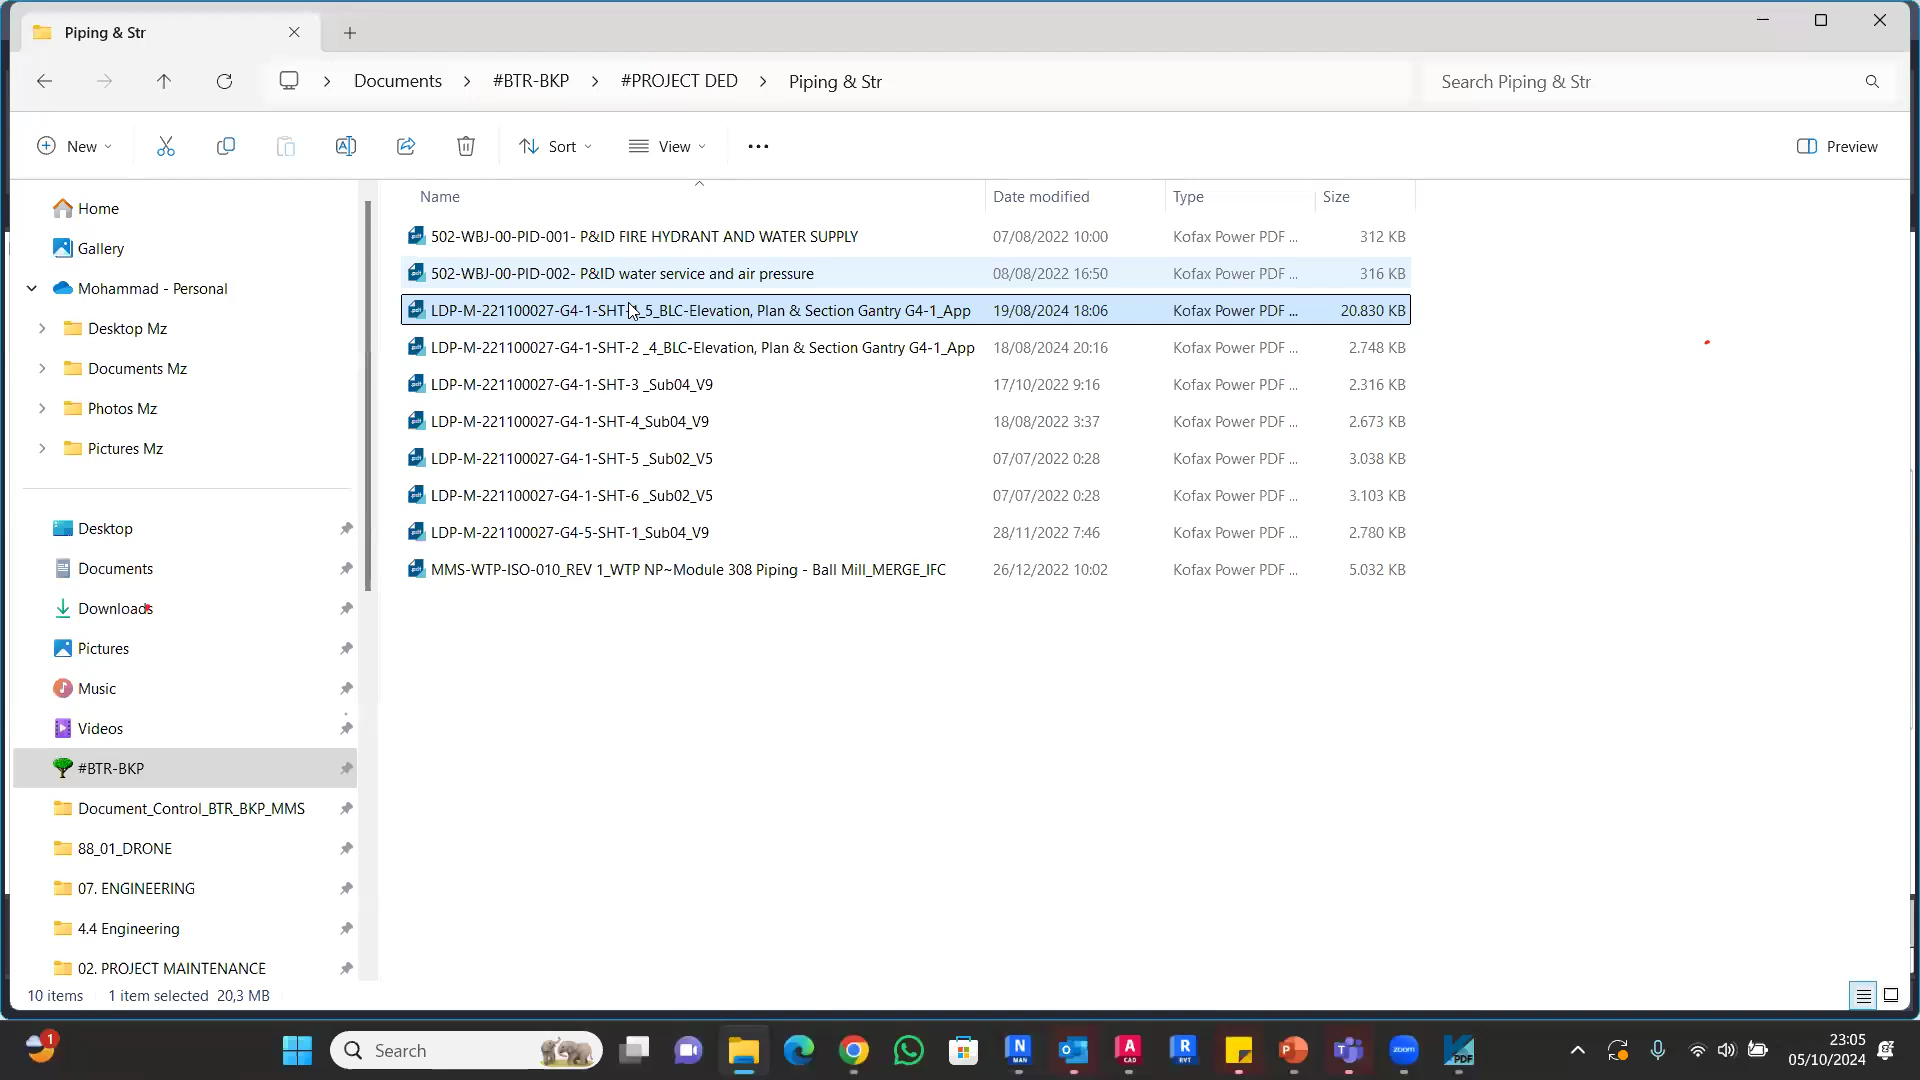 Piping & Str
Documents
#BTR-BKP
#PROJECT DED
Piping & Str
Search Piping & Str
New
Sort
View
Preview
Name
Date modified
Type
Size
502-WBJ-00-PID-001- P&ID FIRE HYDRANT AND WATER SUPPLY 07/08/2022 10:00 Kofax Power PDF ... 312 KB
502-WBJ-00-PID-002- P&ID water service and air pressure 08/08/2022 16:50 Kofax Power PDF ... 316 KB
LDP-M-221100027-G4-1-SHT-1_5_BLC-Elevation, Plan & Section Gantry G4-1_App 19/08/2024 18:06 Kofax Power PDF ... 20.830 KB
LDP-M-221100027-G4-1-SHT-2 _4_BLC-Elevation, Plan & Section Gantry G4-1_App 18/08/2024 20:16 Kofax Power PDF ... 2.748 KB
LDP-M-221100027-G4-1-SHT-3 _Sub04_V9 17/10/2022 9:16 Kofax Power PDF ... 2.316 KB
LDP-M-221100027-G4-1-SHT-4_Sub04_V9 18/08/2022 3:37 Kofax Power PDF ... 2.673 KB
LDP-M-221100027-G4-1-SHT-5 _Sub02_V5 07/07/2022 0:28 Kofax Power PDF ... 3.038 KB
LDP-M-221100027-G4-1-SHT-6 _Sub02_V5 07/07/2022 0:28 Kofax Power PDF ... 3.103 KB
LDP-M-221100027-G4-5-SHT-1_Sub04_V9 28/11/2022 7:46 Kofax Power PDF ... 2.780 KB
MMS-WTP-ISO-010_REV 1_WTP NP~Module 308 Piping - Ball Mill_MERGE_IFC 26/12/2022 10:02 Kofax Power PDF ... 5.032 KB
Home
Gallery
Mohammad - Personal
Desktop Mz
Documents Mz
Photos Mz
Pictures Mz
Desktop
Documents
Downloads
Pictures
Music
Videos
#BTR-BKP
Document_Control_BTR_BKP_MMS
88_01_DRONE
07. ENGINEERING
4.4 Engineering
02. PROJECT MAINTENANCE
10 items
1 item selected 20,3 MB
1
Search
N
MAN
A
CAD
R
RVT
P
zoom
PDF
23:05
05/10/2024